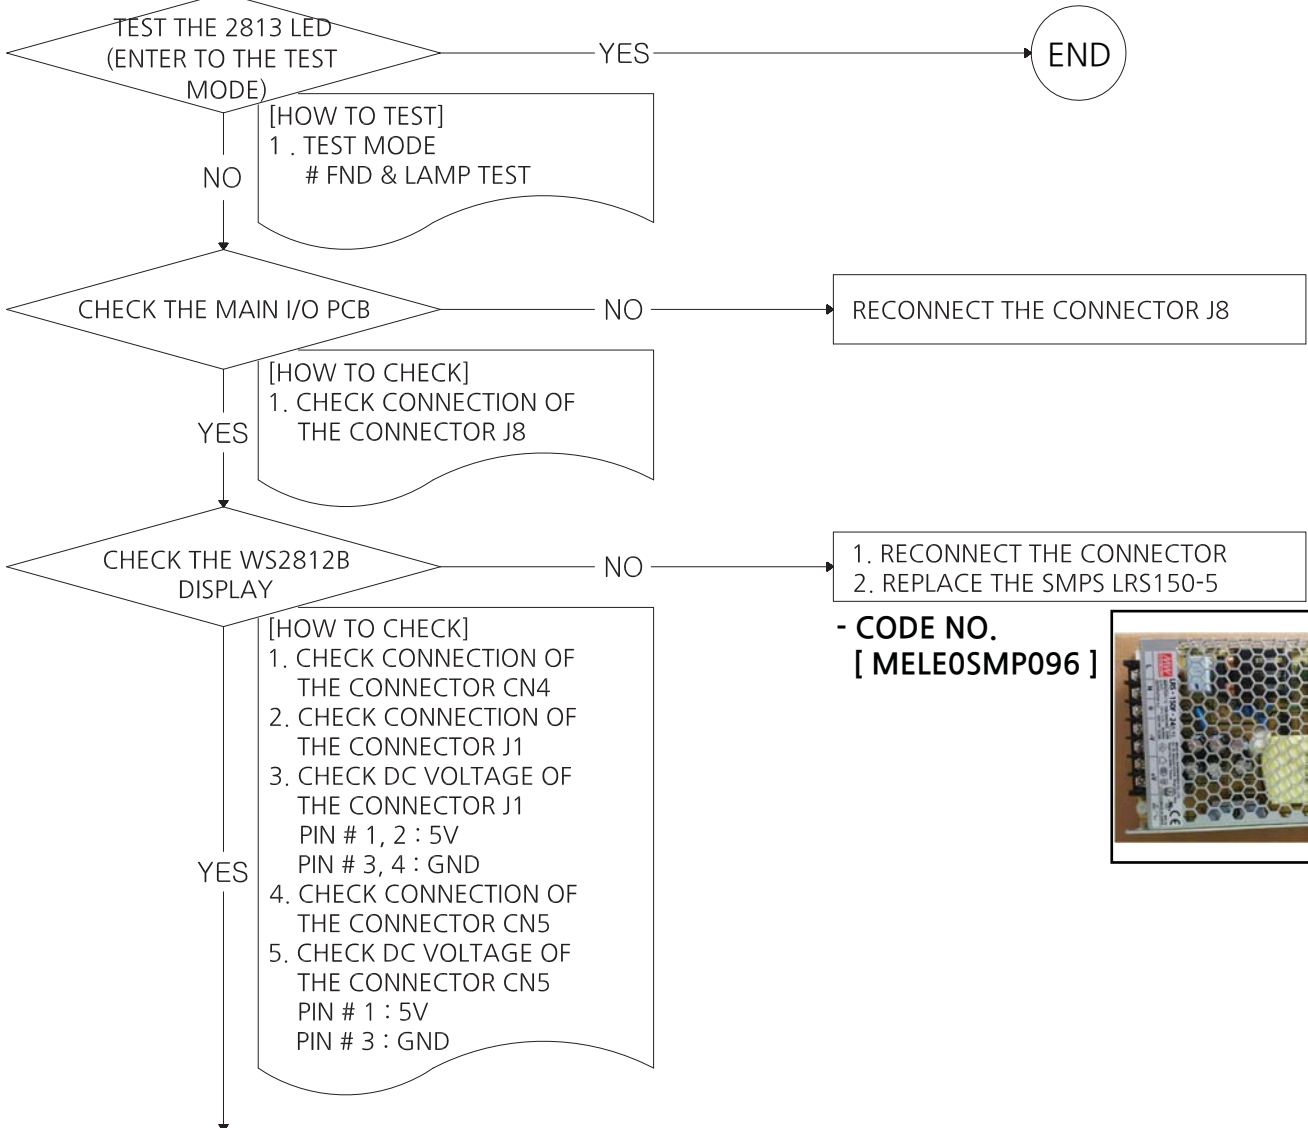 TEST THE 2813 LED
(ENTER TO THE TEST
MODE)
YES
END
[HOW TO TEST]
1 . TEST MODE
# FND & LAMP TEST
NO
CHECK THE MAIN I/O PCB
NO
RECONNECT THE CONNECTOR J8
[HOW TO CHECK]
1. CHECK CONNECTION OF
THE CONNECTOR J8
YES
CHECK THE WS2812B
DISPLAY
NO
1. RECONNECT THE CONNECTOR
2. REPLACE THE SMPS LRS150-5
- CODE NO.
[ MELE0SMP096 ]
[HOW TO CHECK]
1. CHECK CONNECTION OF
THE CONNECTOR CN4
2. CHECK CONNECTION OF
THE CONNECTOR J1
3. CHECK DC VOLTAGE OF
THE CONNECTOR J1
PIN # 1, 2 : 5V
PIN # 3, 4 : GND
4. CHECK CONNECTION OF
THE CONNECTOR CN5
5. CHECK DC VOLTAGE OF
THE CONNECTOR CN5
PIN # 1 : 5V
PIN # 3 : GND
YES
LRS-150F-24